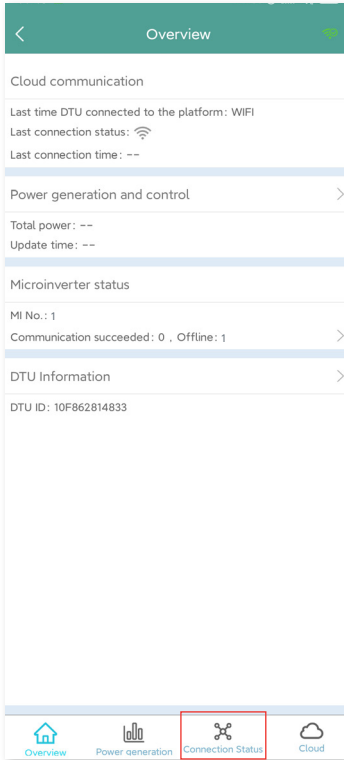 Overview
Cloud communication
Last time DTU connected to the platform: WIFI
Last connection status:
Last connection time: --
Power generation and control
Total power: --
Update time: --
Microinverter status
MI No.: 1
Communication succeeded: 0 , Offline: 1
DTU Information
DTU ID: 10F862814833
Overview
Power generation
Connection Status
Cloud